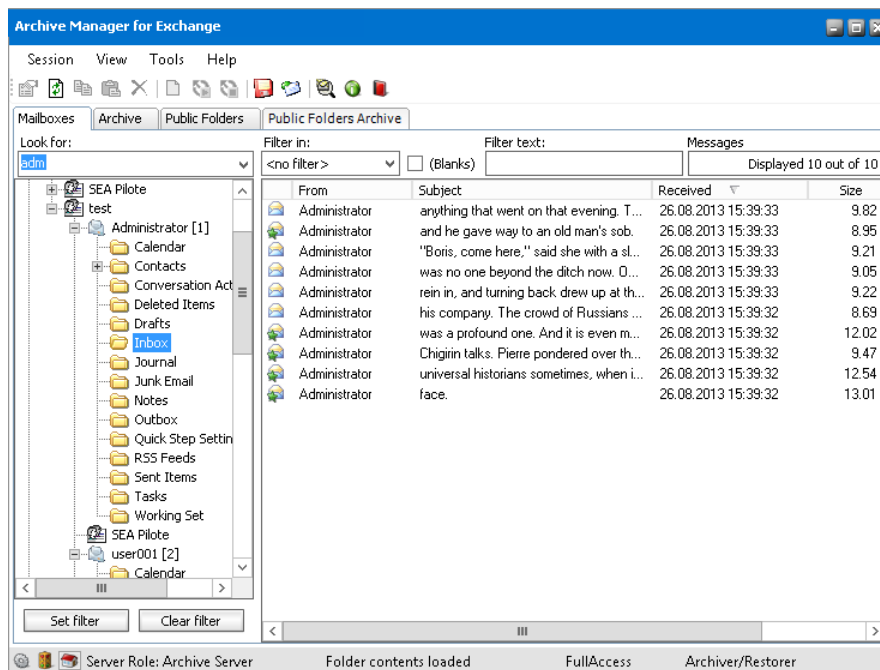 Archive Manager for Exchange
Session View Tools Help
Mailboxes Archive Public Folders Public Folders Archive
Look for: Filter in: Filter text: Messages
adm <no filter> (Blanks) Displayed 10 out of 10
SEA Pilote
test
Administrator [1]
Calendar
Contacts
Conversation Act
Deleted Items
Drafts
Inbox
Journal
Junk Email
Notes
Outbox
Quick Step Settin
RSS Feeds
Sent Items
Tasks
Working Set
SEA Pilote
user001 [2]
Calendar
Set filter Clear filter
From Subject Received Size
Administrator anything that went on that evening. T... 26.08.2013 15:39:33 9.82
Administrator and he gave way to an old man's sob. 26.08.2013 15:39:33 8.95
Administrator "Boris, come here," said she with a sl... 26.08.2013 15:39:33 9.21
Administrator was no one beyond the ditch now. O... 26.08.2013 15:39:33 9.05
Administrator rein in, and turning back drew up at th... 26.08.2013 15:39:33 9.22
Administrator his company. The crowd of Russians ... 26.08.2013 15:39:32 8.69
Administrator was a profound one. And it is even m... 26.08.2013 15:39:32 12.02
Administrator Chigirin talks. Pierre pondered over th... 26.08.2013 15:39:32 9.47
Administrator universal historians sometimes, when i... 26.08.2013 15:39:32 12.54
Administrator face. 26.08.2013 15:39:32 13.01
Server Role: Archive Server Folder contents loaded FullAccess Archiver/Restorer